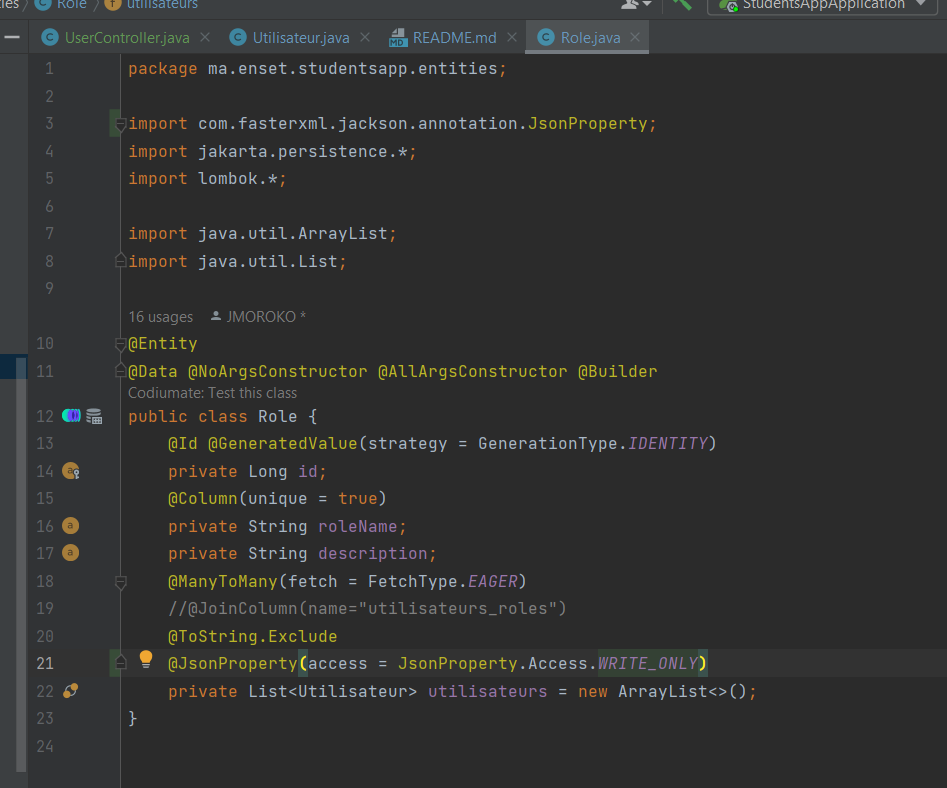 Role
utilisateurs
StudentsAppApplication
UserController.java
Utilisateur.java
README.md
Role.java
1 package ma.enset.studentsapp.entities;
2
3 import com.fasterxml.jackson.annotation.JsonProperty;
4 import jakarta.persistence.*;
5 import lombok.*;
6
7 import java.util.ArrayList;
8 import java.util.List;
9
16 usages JMOROKO *
10 @Entity
11 @Data @NoArgsConstructor @AllArgsConstructor @Builder
Codiumate: Test this class
12 public class Role {
13 @Id @GeneratedValue(strategy = GenerationType.IDENTITY)
14 private Long id;
15 @Column(unique = true)
16 private String roleName;
17 private String description;
18 @ManyToMany(fetch = FetchType.EAGER)
19 //@JoinColumn(name="utilisateurs_roles")
20 @ToString.Exclude
21 @JsonProperty(access = JsonProperty.Access.WRITE_ONLY)
22 private List<Utilisateur> utilisateurs = new ArrayList<>();
23 }
24